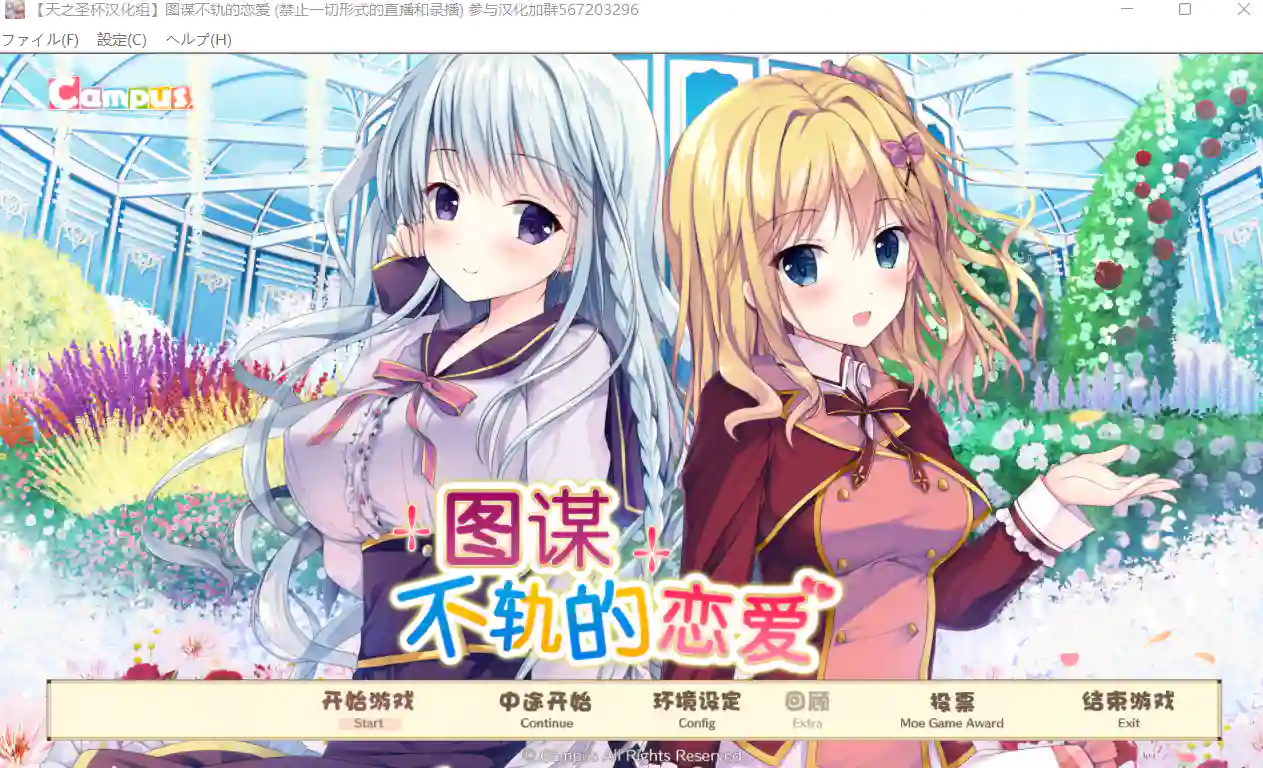 【天之圣杯汉化组】图谋不轨的恋爱 (禁止一切形式的直播和录播) 参与汉化加群567203296
ファイル(F) 設定(C) ヘルプ(H)
Campus
图谋
不轨的恋爱
开始游戏 中途开始 环境设定 回顾 投票 结束游戏
Start Continue Config Extra Moe Game Award Exit
© Campus All Rights Reserved